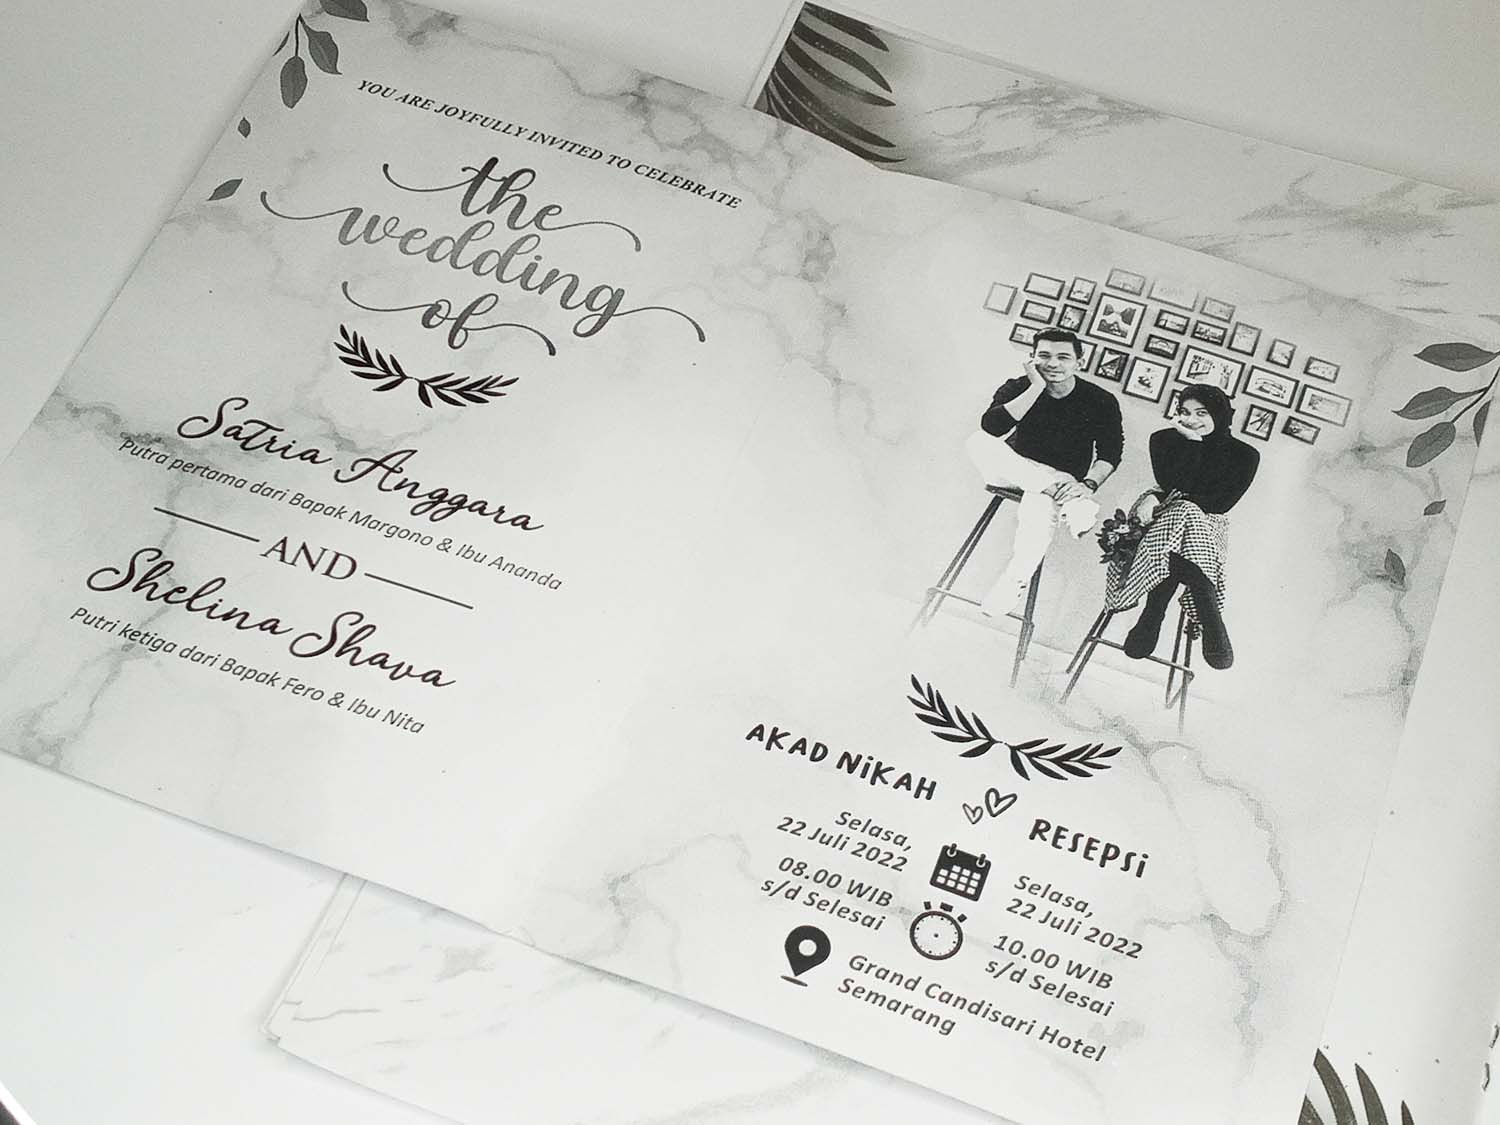 YOU ARE JOYFULLY INVITED TO CELEBRATE
the
wedding
of
Satria Anggara
Putra pertama dari Bapak Margono & Ibu Ananda
AND
Shelina Shava
Putri ketiga dari Bapak Fero & Ibu Nita
AKAD NiKAH
Selasa,
22 Juli 2022
08.00 WIB
s/d Selesai
RESEPSi
Selasa,
22 Juli 2022
10.00 WIB
s/d Selesai
Grand Candisari Hotel
Semarang